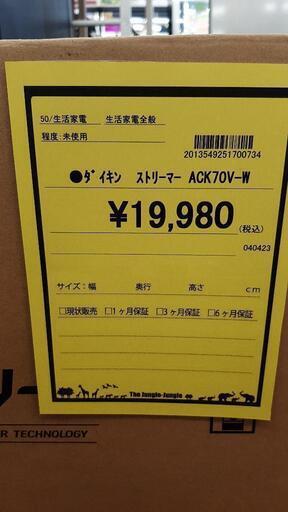 50/生活家電　生活家電全般
程度:未使用
2013549251700734
●ﾀﾞｲｷﾝ　ストリーマー ACK70V-W
¥19,980 (税込)
040423
サイズ:幅　奥行　高さ　cm
□現状販売 □1ヶ月保証 □3ヶ月保証 □6ヶ月保証
The Jungle-Jungle
R TECHNOLOGY